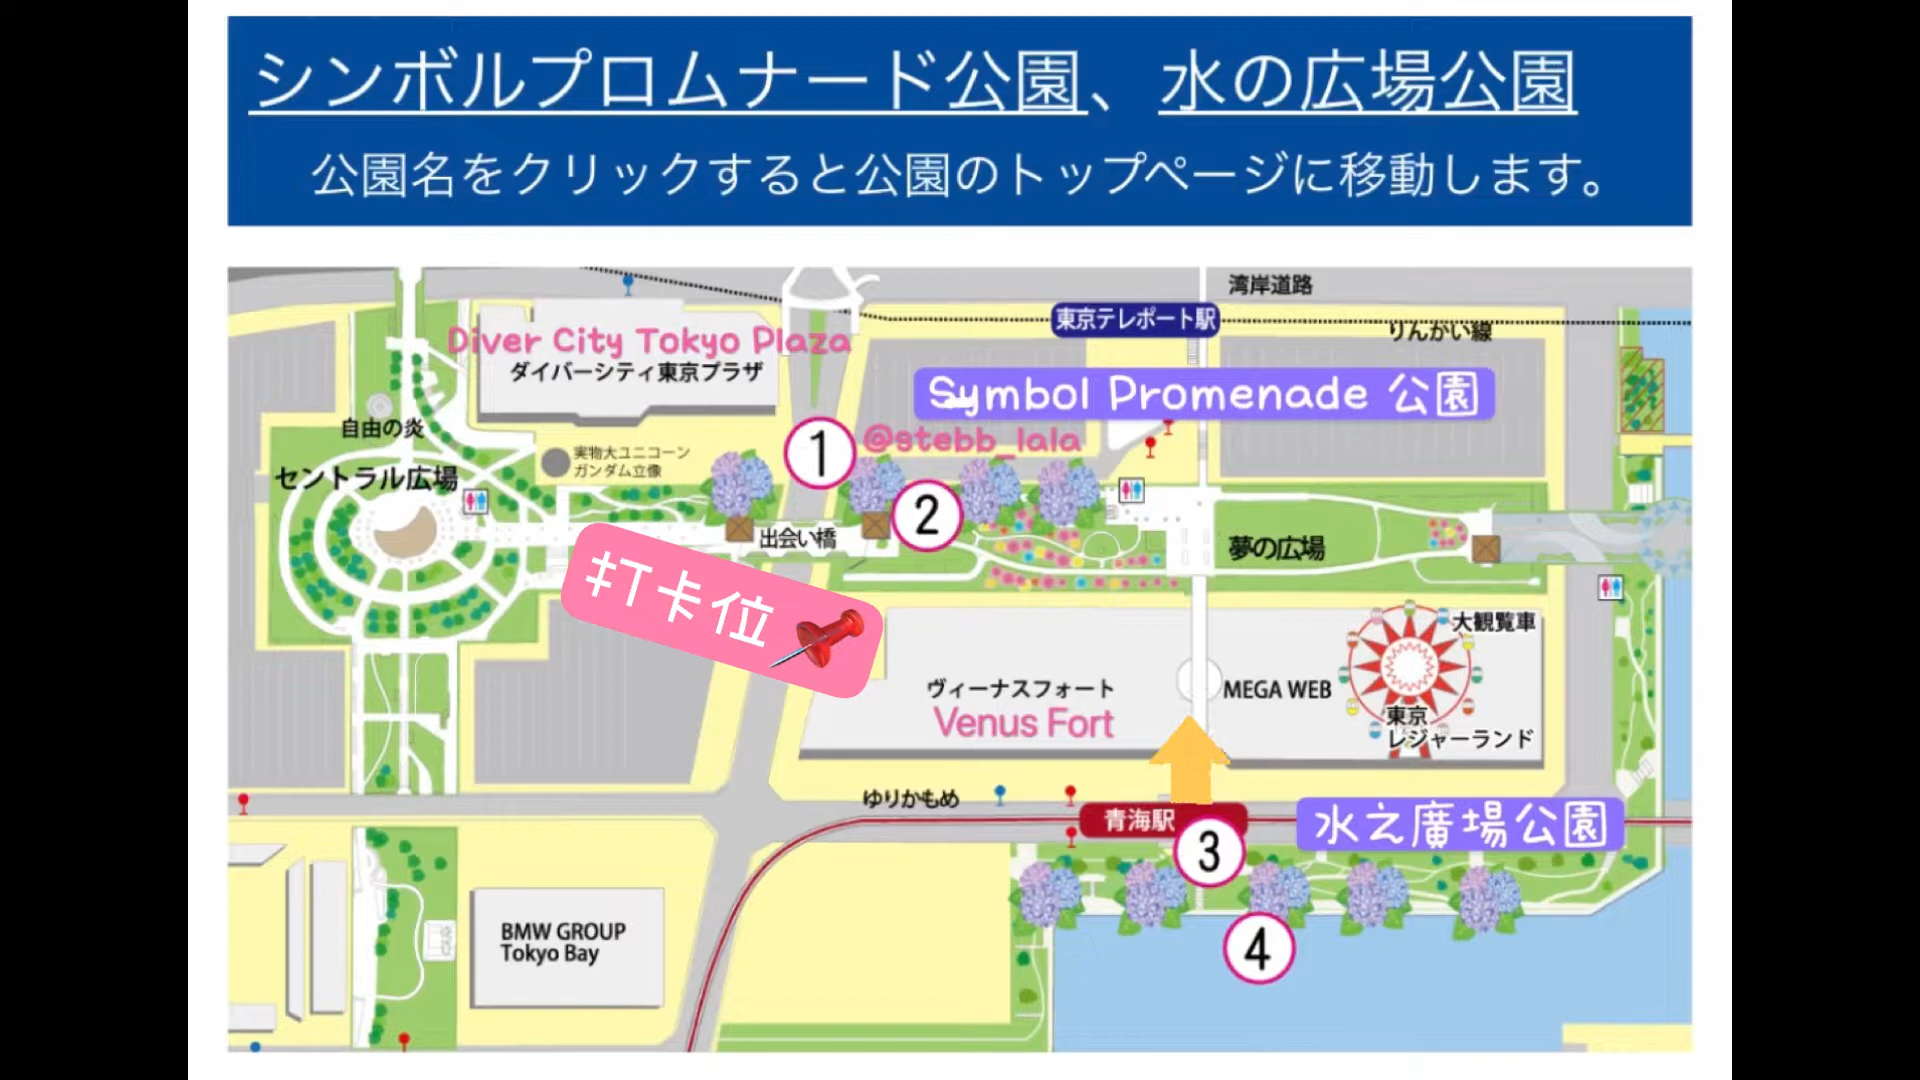 シンボルプロムナード公園、水の広場公園
公園名をクリックすると公園のトップページに移動します。
湾岸道路
東京テレポート駅
りんかい線
Diver City Tokyo Plaza
ダイバーシティ東京プラザ
Symbol Promenade 公園
自由の炎
1
@stebb_lala
実物大ユニコーン
ガンダム立像
セントラル広場
2
出会い橋
夢の広場
打卡位
大観覧車
ヴィーナスフォート
Venus Fort
MEGA WEB
東京
レジャーランド
ゆりかもめ
青海駅
水之廣場公園
3
4
BMW GROUP
Tokyo Bay